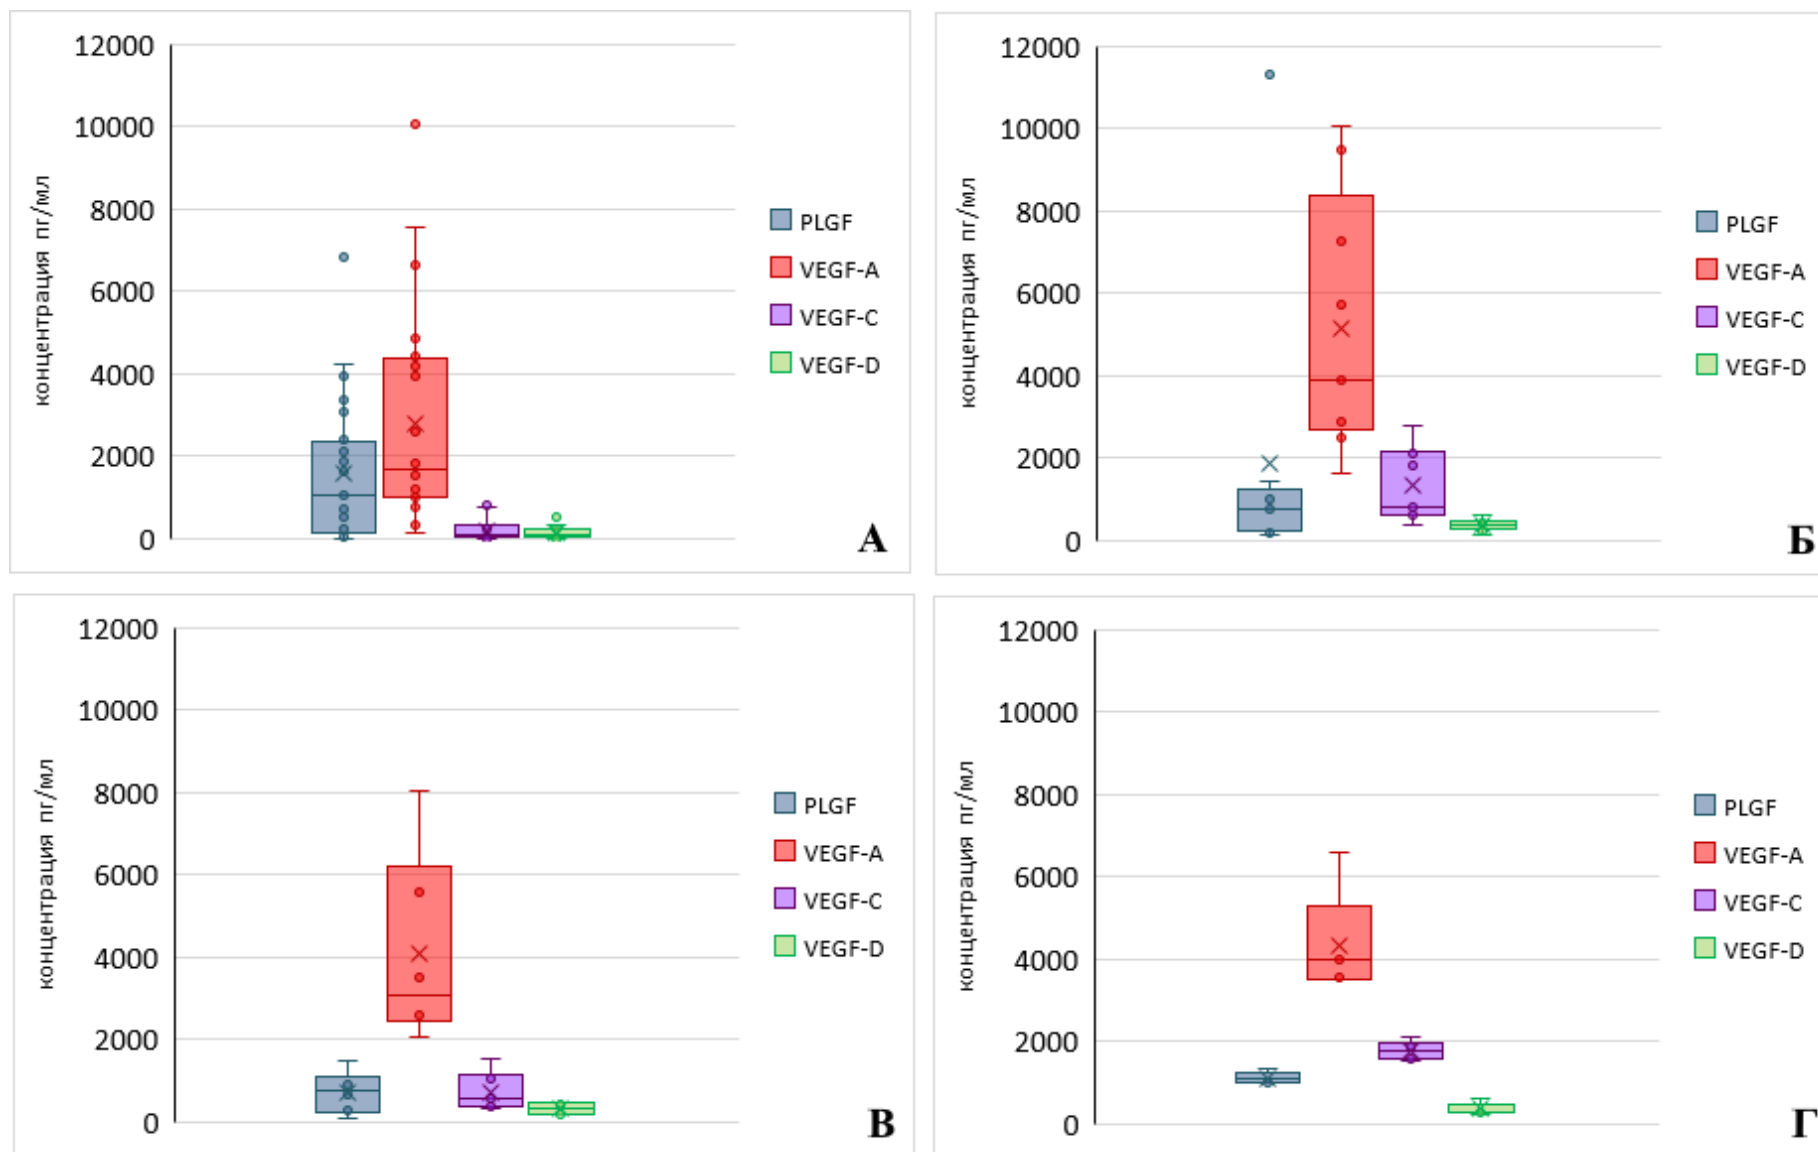 12000
10000
8000
6000
4000
2000
0
концентрация пг/мл
PLGF
VEGF-A
VEGF-C
VEGF-D
А
12000
10000
8000
6000
4000
2000
0
концентрация пг/мл
PLGF
VEGF-A
VEGF-C
VEGF-D
Б
12000
10000
8000
6000
4000
2000
0
концентрация пг/мл
PLGF
VEGF-A
VEGF-C
VEGF-D
В
12000
10000
8000
6000
4000
2000
0
концентрация пг/мл
PLGF
VEGF-A
VEGF-C
VEGF-D
Г